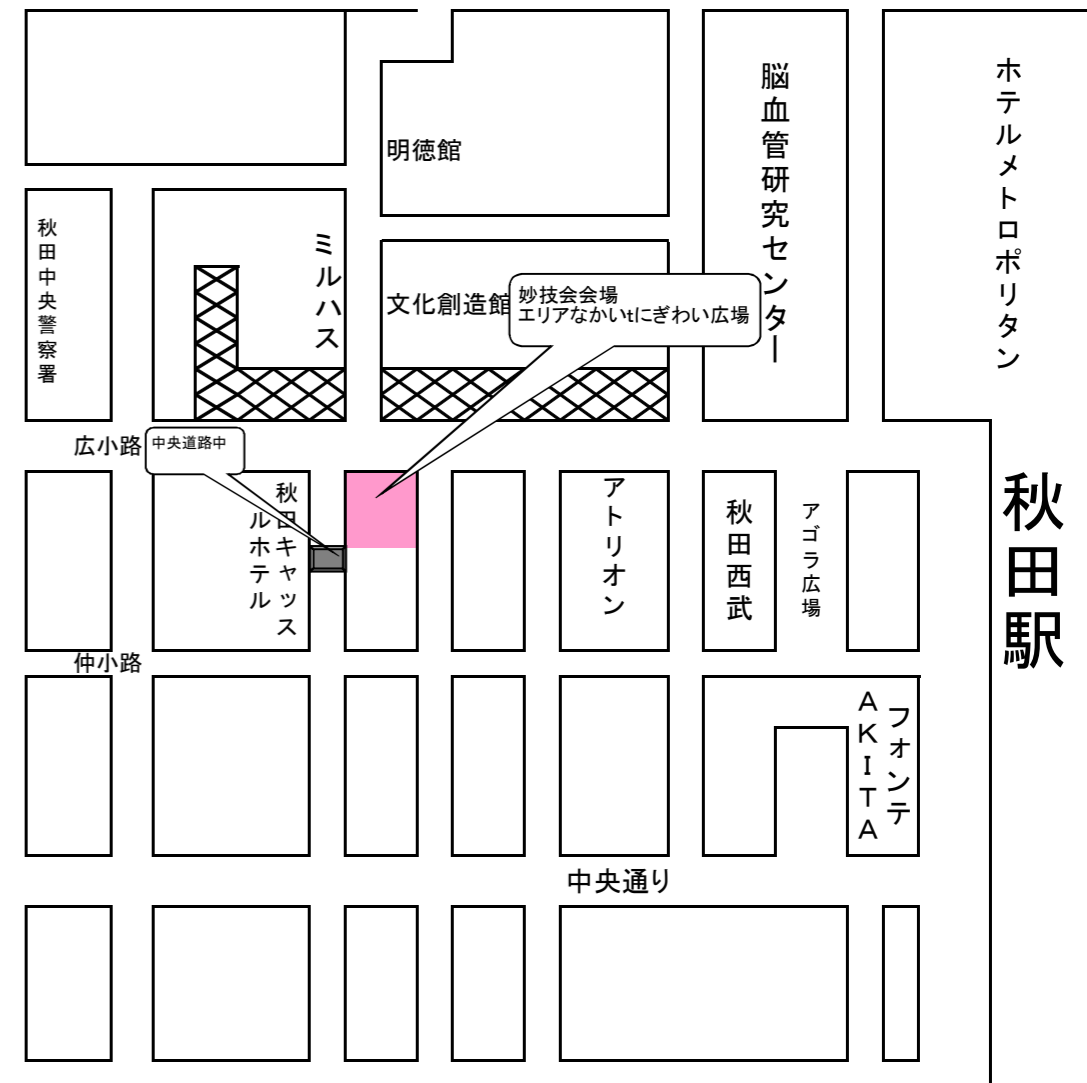 明徳館
脳血管研究センター
ホテルメトロポリタン
秋田中央警察署
ミルハス
文化創造館
妙技会会場
エリアなかいtにぎわい広場
広小路
中央道路中
秋田キャッス
ルホテル
アトリオン
秋田西武
アゴラ広場
秋田駅
仲小路
フォンテ
AKITA
中央通り